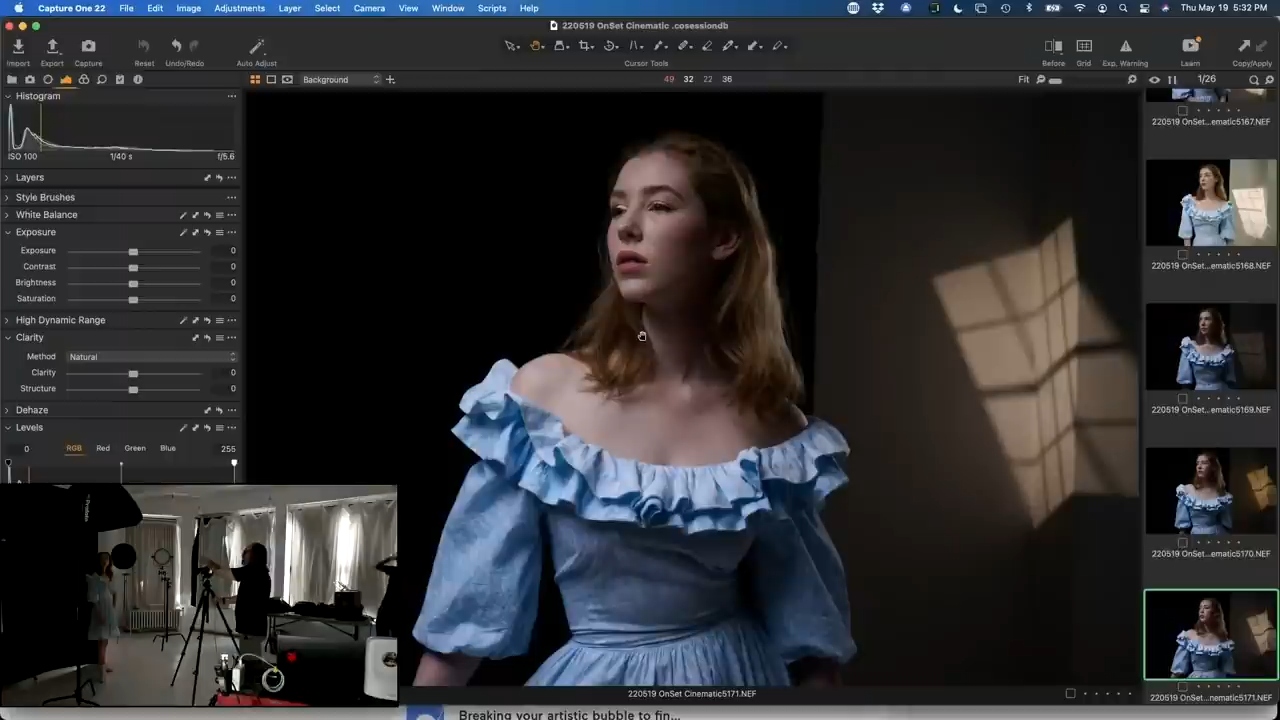 Capture One 22 File Edit Image Adjustments Layer Select Camera View Window Scripts Help Thu May 19 5:32 PM
220519 OnSet Cinematic .cosessiondb
Import Export Capture Reset Undo/Redo Auto Adjust Cursor Tools Before Grid Exp. Warning Learn Copy/Apply
Background 49 32 22 36 Fit 1/26
Histogram
ISO 100 1/40 s f/5.6
Layers
Style Brushes
White Balance
Exposure
Exposure 0
Contrast 0
Brightness 0
Saturation 0
High Dynamic Range
Clarity
Method Natural
Clarity 0
Structure 0
Dehaze
Levels
0 RGB Red Green Blue 255
220519 OnSet...ematic5167.NEF
220519 OnSet...ematic5168.NEF
220519 OnSet...ematic5169.NEF
220519 OnSet...ematic5170.NEF
220519 OnSet...nematic5171.NEF
Profoto
220519 OnSet Cinematic5171.NEF
Breaking your artistic bubble to fin...